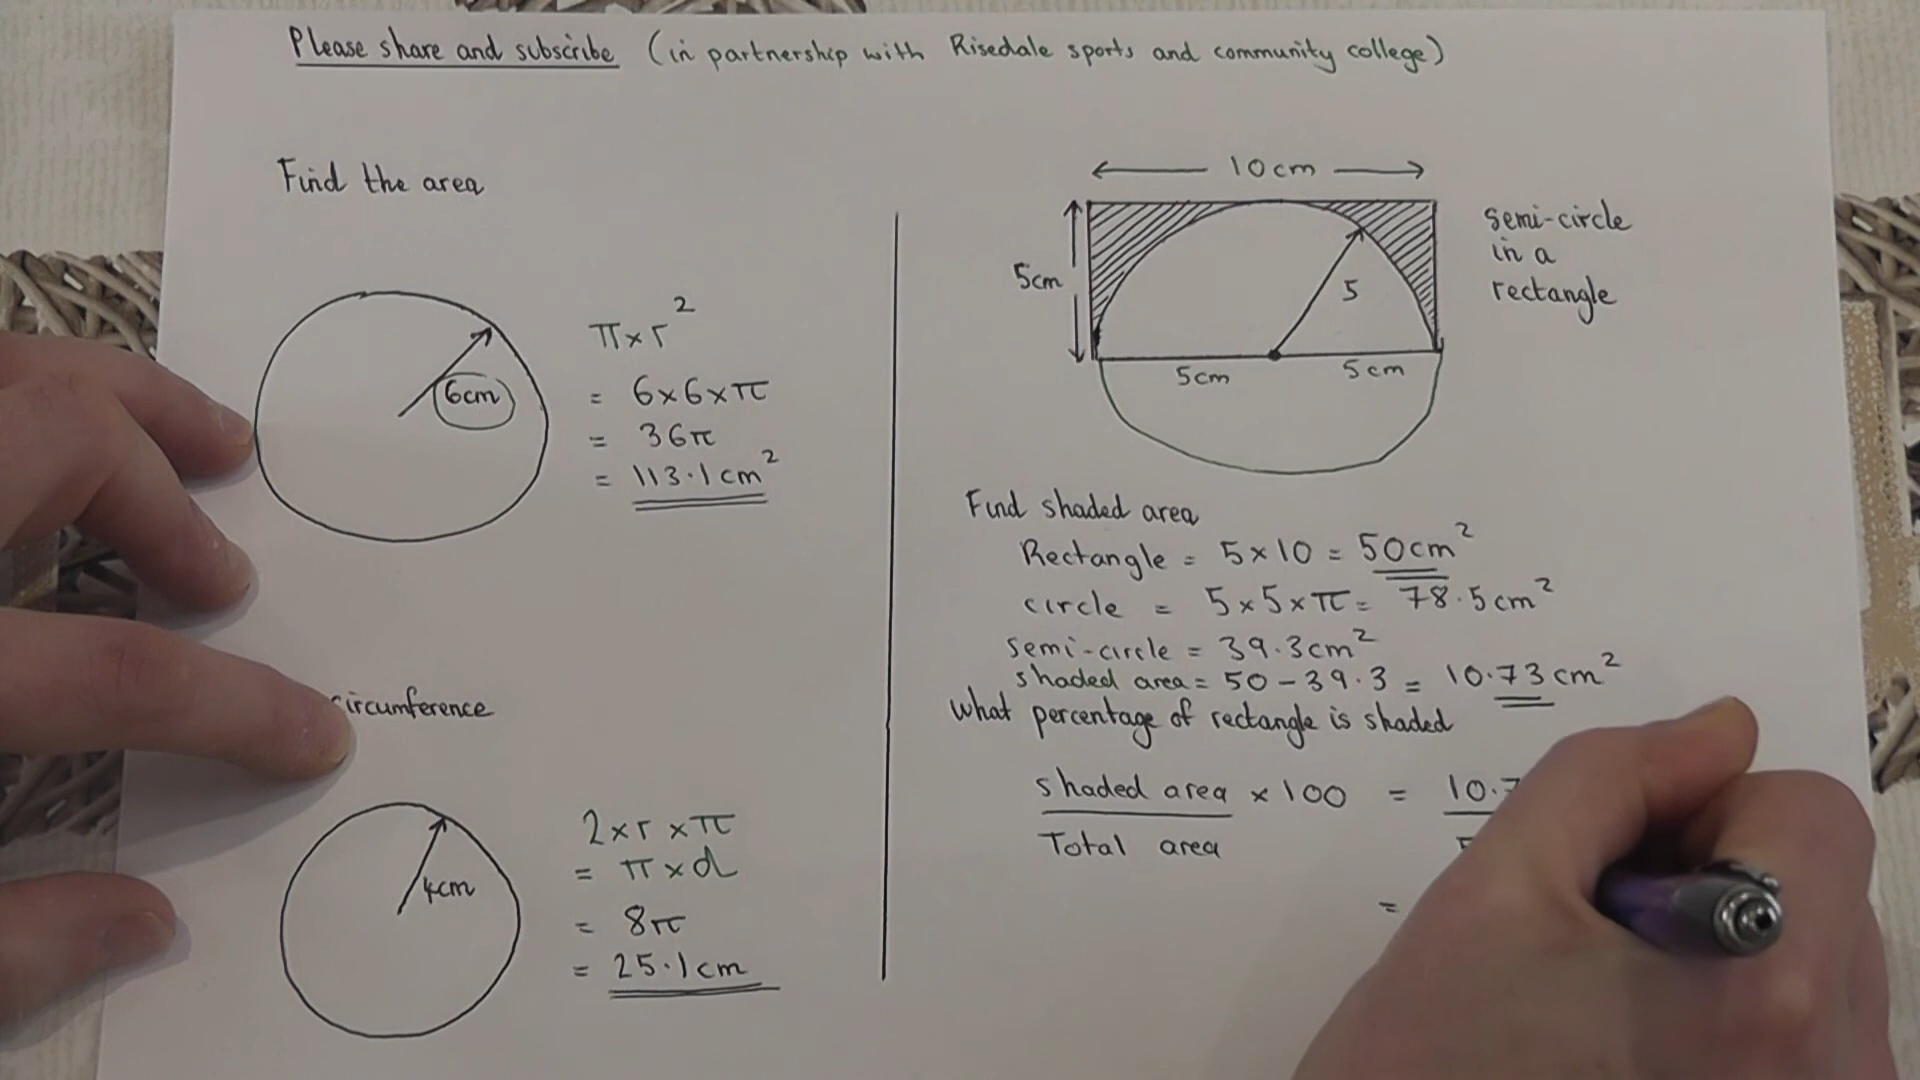 Please share and subscribe (in partnership with Risedale sports and community college)
Find the area
6cm
π×r²
= 6×6×π
= 36π
= 113.1cm²
circumference
4cm
2×r×π
= π×d
= 8π
= 25.1cm
10cm
5cm
5
5cm
5cm
semi-circle
in a
rectangle
Find shaded area
Rectangle = 5×10 = 50cm²
circle = 5×5×π= 78.5cm²
semi-circle = 39.3cm²
shaded area = 50-39.3 = 10.73cm²
What percentage of rectangle is shaded
shaded area × 100 = 10.7
Total area
=